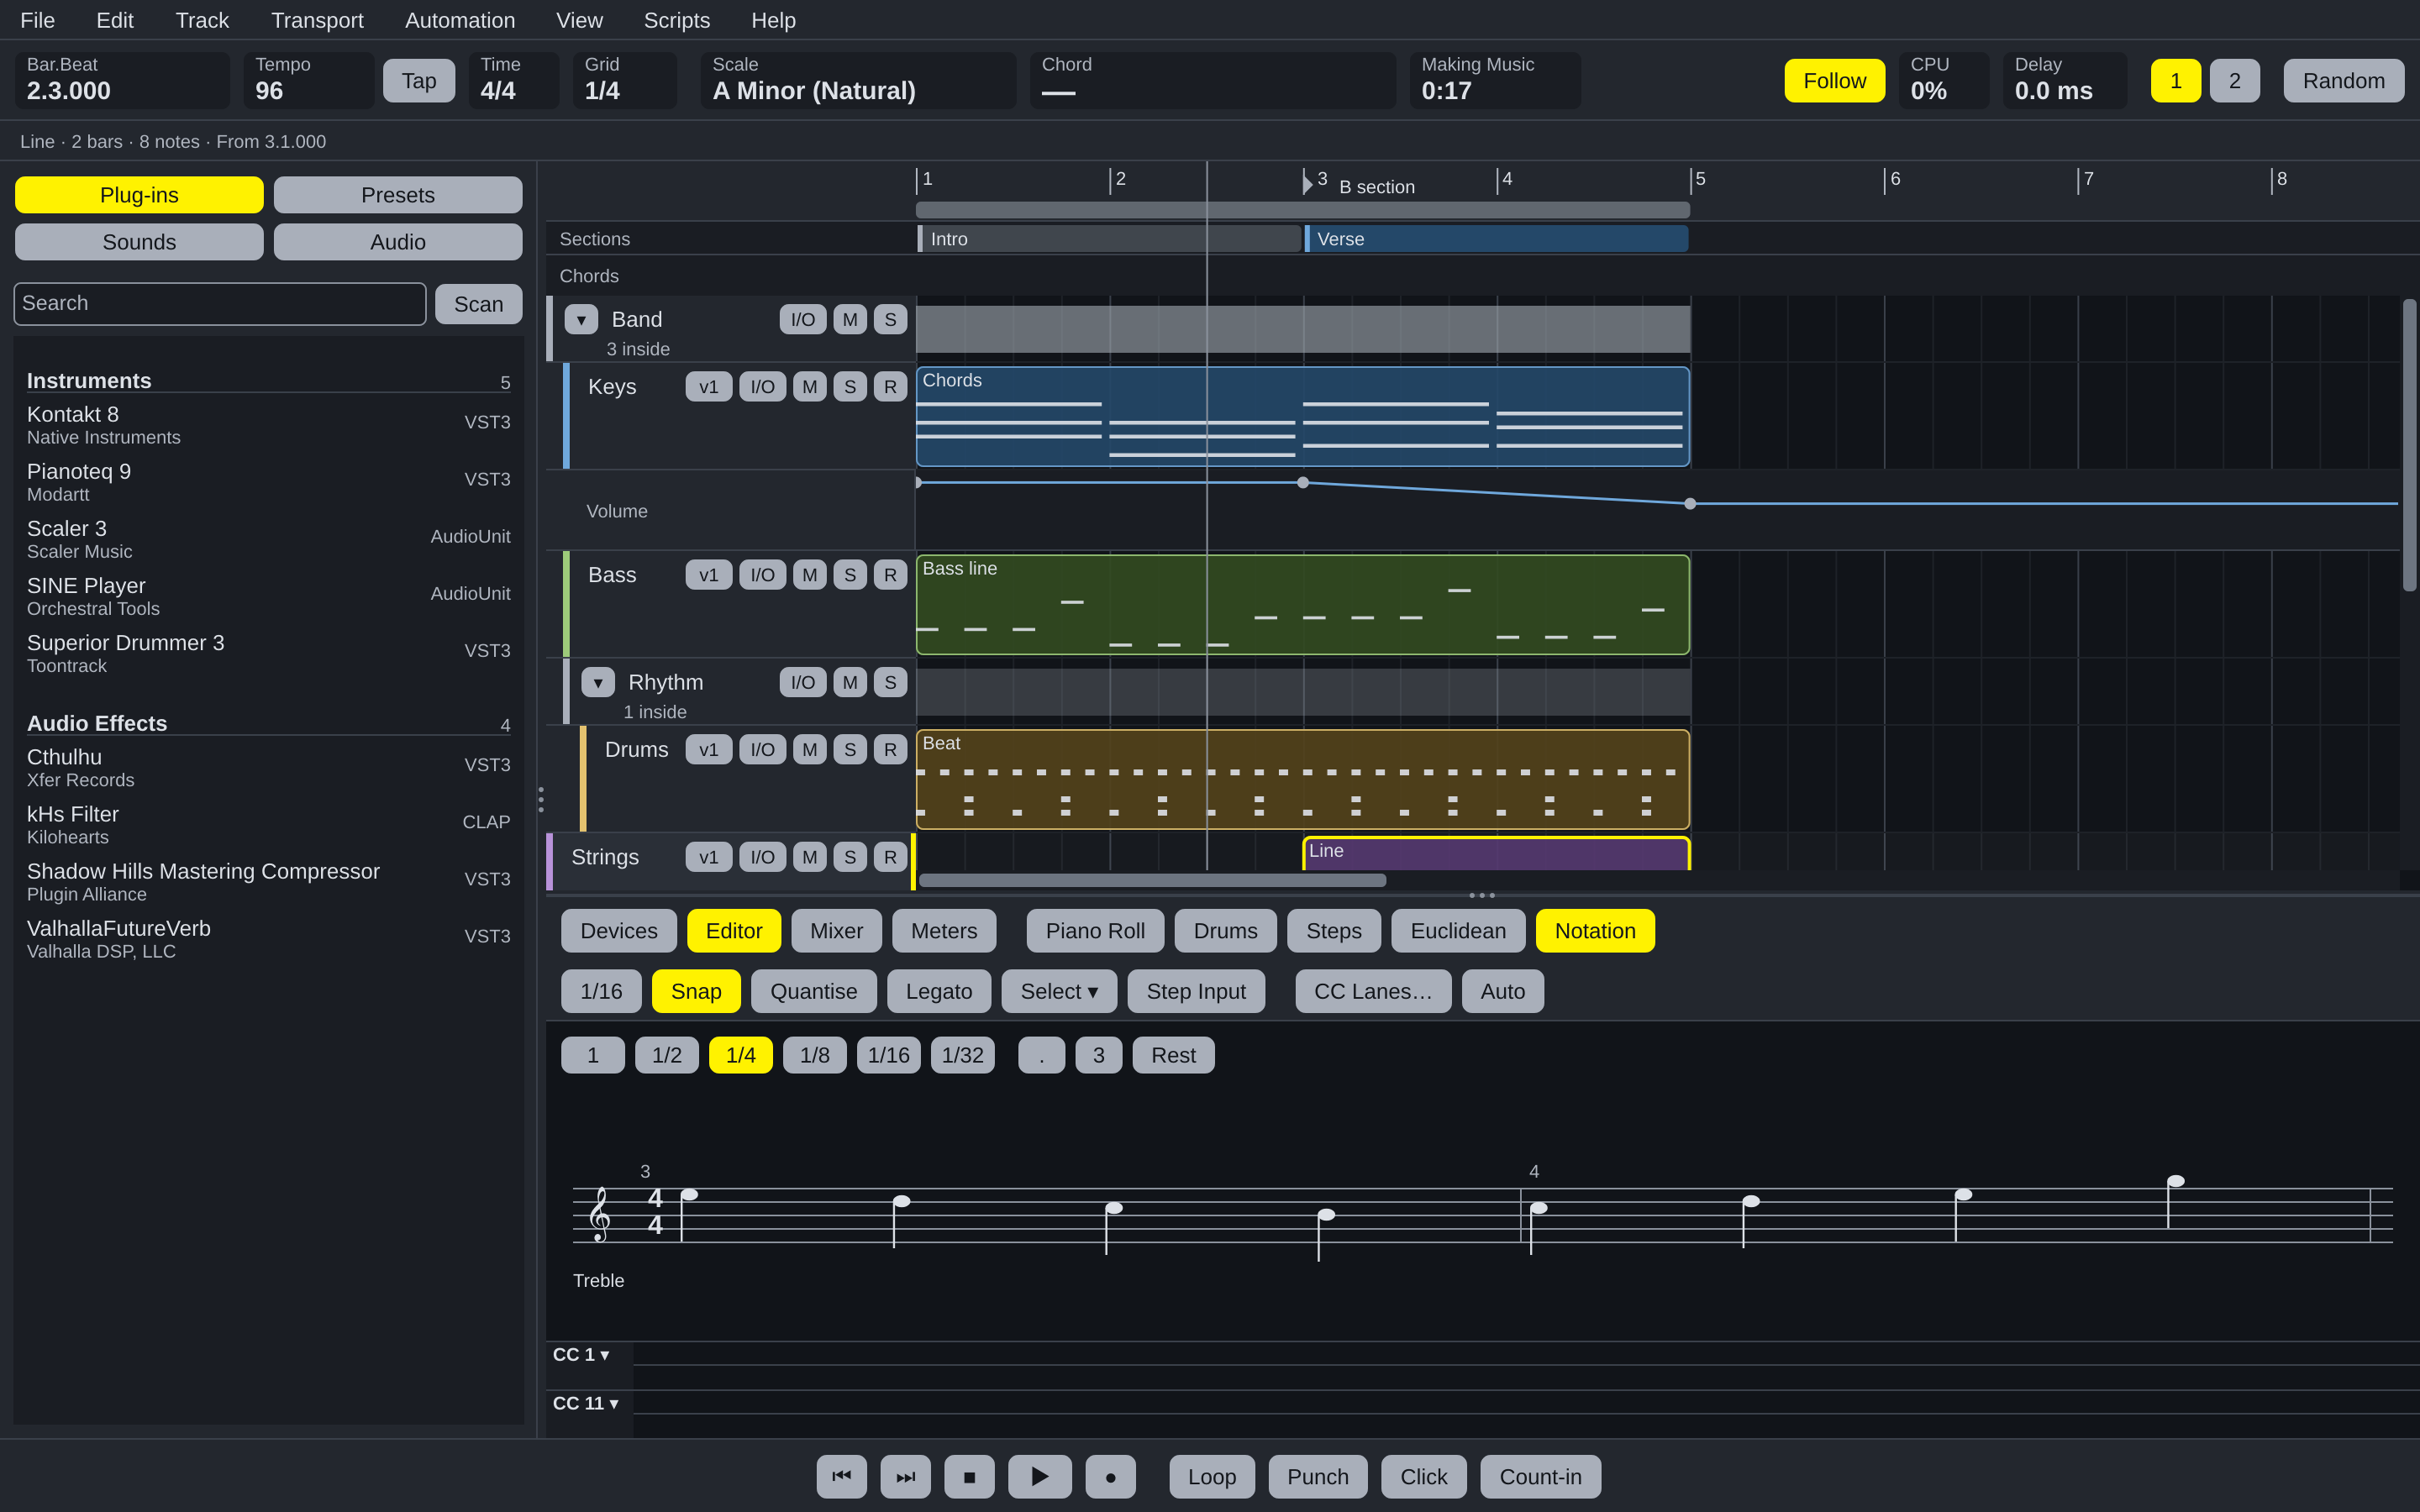 File Edit Track Transport Automation View Scripts Help
Bar.Beat Tempo Time Grid Scale Chord Making Music CPU Delay
2.3.000 96 Tap 4/4 1/4 A Minor (Natural) — 0:17 Follow 0% 0.0 ms 1 2 Random
Line · 2 bars · 8 notes · From 3.1.000
Plug-ins Presets
Sounds Audio
Search Scan
Instruments 5
Kontakt 8 VST3
Native Instruments
Pianoteq 9 VST3
Modartt
Scaler 3 AudioUnit
Scaler Music
SINE Player AudioUnit
Orchestral Tools
Superior Drummer 3 VST3
Toontrack
Audio Effects 4
Cthulhu VST3
Xfer Records
kHs Filter CLAP
Kilohearts
Shadow Hills Mastering Compressor VST3
Plugin Alliance
ValhallaFutureVerb VST3
Valhalla DSP, LLC
1 2 3 B section 4 5 6 7 8
Sections Intro Verse
Chords
▾ Band I/O M S
3 inside
Keys v1 I/O M S R Chords
Volume
Bass v1 I/O M S R Bass line
▾ Rhythm I/O M S
1 inside
Drums v1 I/O M S R Beat
Strings v1 I/O M S R Line
Devices Editor Mixer Meters Piano Roll Drums Steps Euclidean Notation
1/16 Snap Quantise Legato Select ▾ Step Input CC Lanes… Auto
1 1/2 1/4 1/8 1/16 1/32 . 3 Rest
3 4
4
4
Treble
CC 1 ▾
CC 11 ▾
Loop Punch Click Count-in